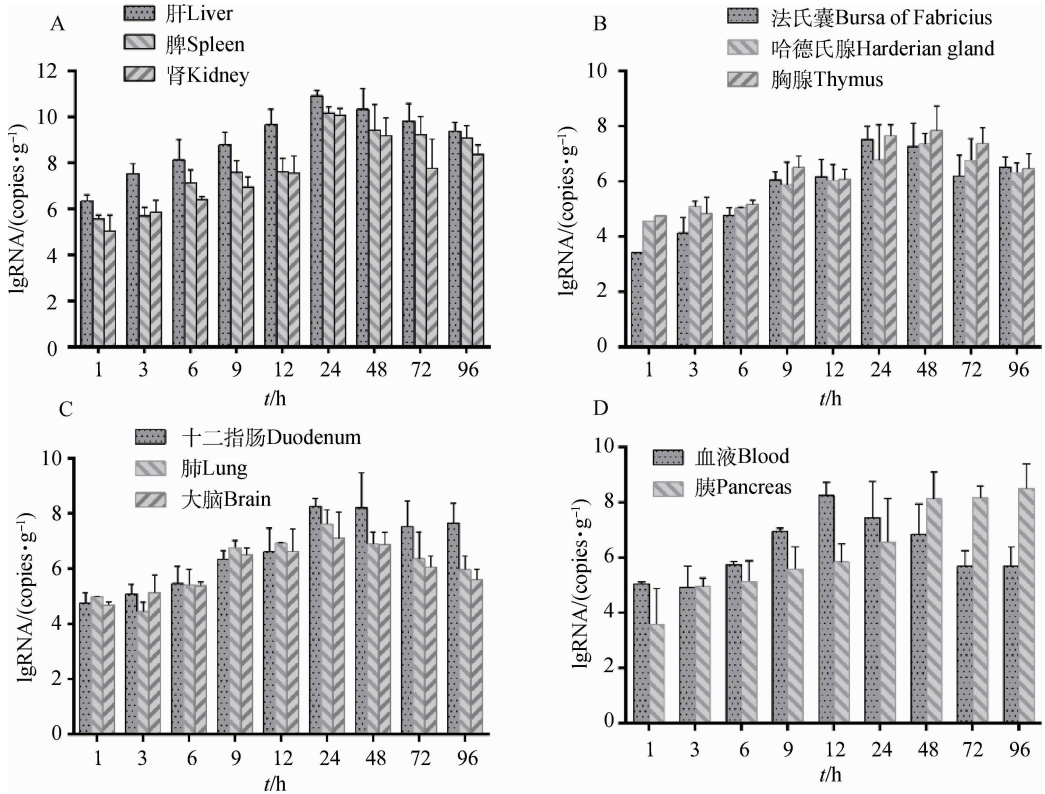 A
肝Liver
脾Spleen
肾Kidney
12
10
8
6
4
2
0
lgRNA/(copies•g⁻¹)
1 3 6 9 12 24 48 72 96
t/h
B
法氏囊Bursa of Fabricius
哈德氏腺Harderian gland
胸腺Thymus
10
8
6
4
2
0
lgRNA/(copies•g⁻¹)
1 3 6 9 12 24 48 72 96
t/h
C
十二指肠Duodenum
肺Lung
大脑Brain
10
8
6
4
2
0
lgRNA/(copies•g⁻¹)
1 3 6 9 12 24 48 72 96
t/h
D
血液Blood
胰Pancreas
10
8
6
4
2
0
lgRNA/(copies•g⁻¹)
1 3 6 9 12 24 48 72 96
t/h